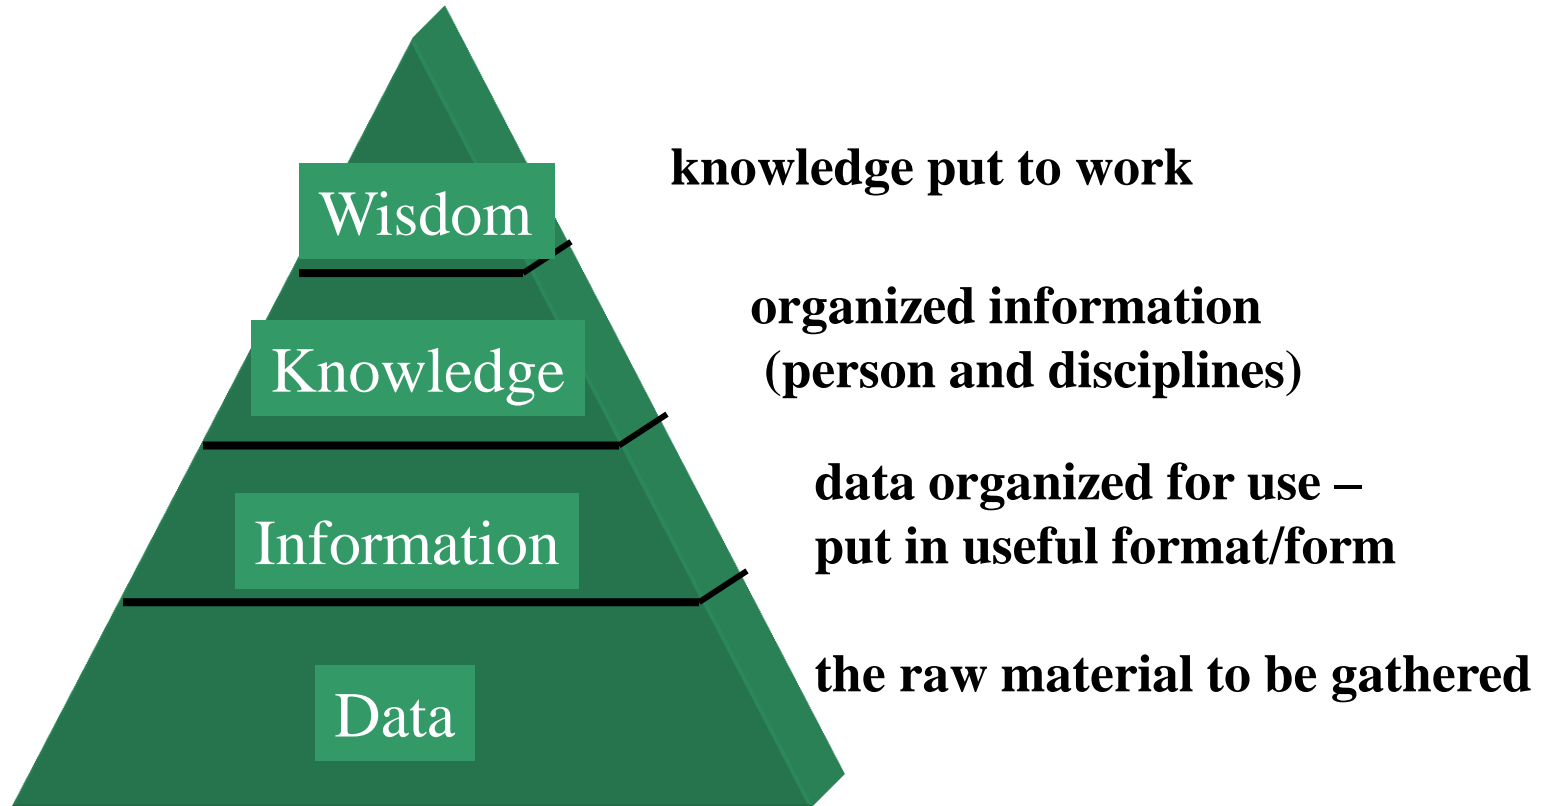 knowledge put to work
Wisdom
organized information
(person and disciplines)
Knowledge
data organized for use –
put in useful format/form
Information
the raw material to be gathered
Data